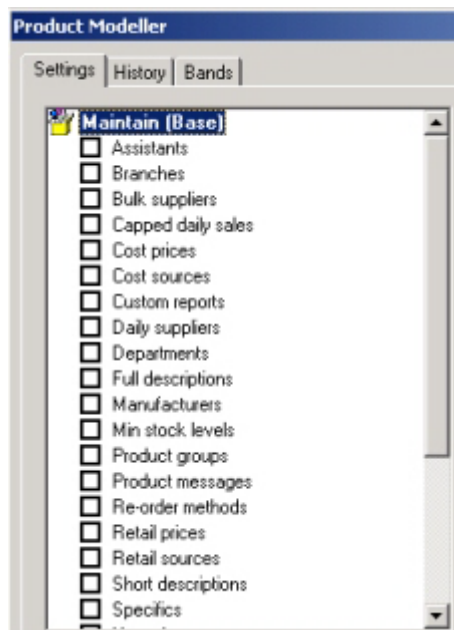 Product Modeller
Settings History Bands
Maintain (Base)
Assistants
Branches
Bulk suppliers
Capped daily sales
Cost prices
Cost sources
Custom reports
Daily suppliers
Departments
Full descriptions
Manufacturers
Min stock levels
Product groups
Product messages
Re-order methods
Retail prices
Retail sources
Short descriptions
Specifics